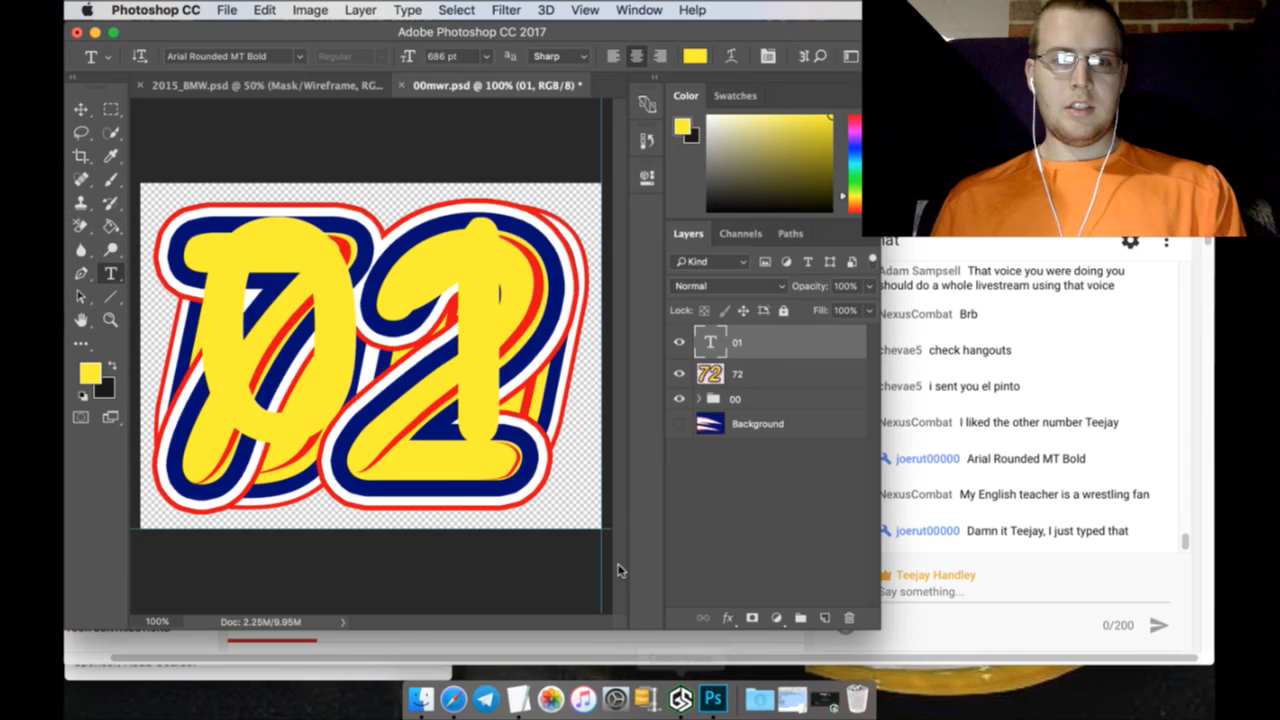 Photoshop CC File Edit Image Layer Type Select Filter 3D View Window Help
Adobe Photoshop CC 2017
T Arial Rounded MT Bold Regular 686 pt Sharp
2015_BMW.psd @ 50% (Mask/Wireframe, RG...
00mwr.psd @ 100% (01, RGB/8) *
Color Swatches
Layers Channels Paths
Kind
Normal Opacity: 100%
Lock: Fill: 100%
T 01
72 72
00
Background
01
72
100% Doc: 2.25M/9.95M
Adam Sampsell That voice you were doing you
should do a whole livestream using that voice
NexusCombat Brb
chevae5 check hangouts
chevae5 i sent you el pinto
NexusCombat I liked the other number Teejay
joerut00000 Arial Rounded MT Bold
NexusCombat My English teacher is a wrestling fan
joerut00000 Damn it Teejay, I just typed that
Teejay Handley
Say something...
0/200
Ps